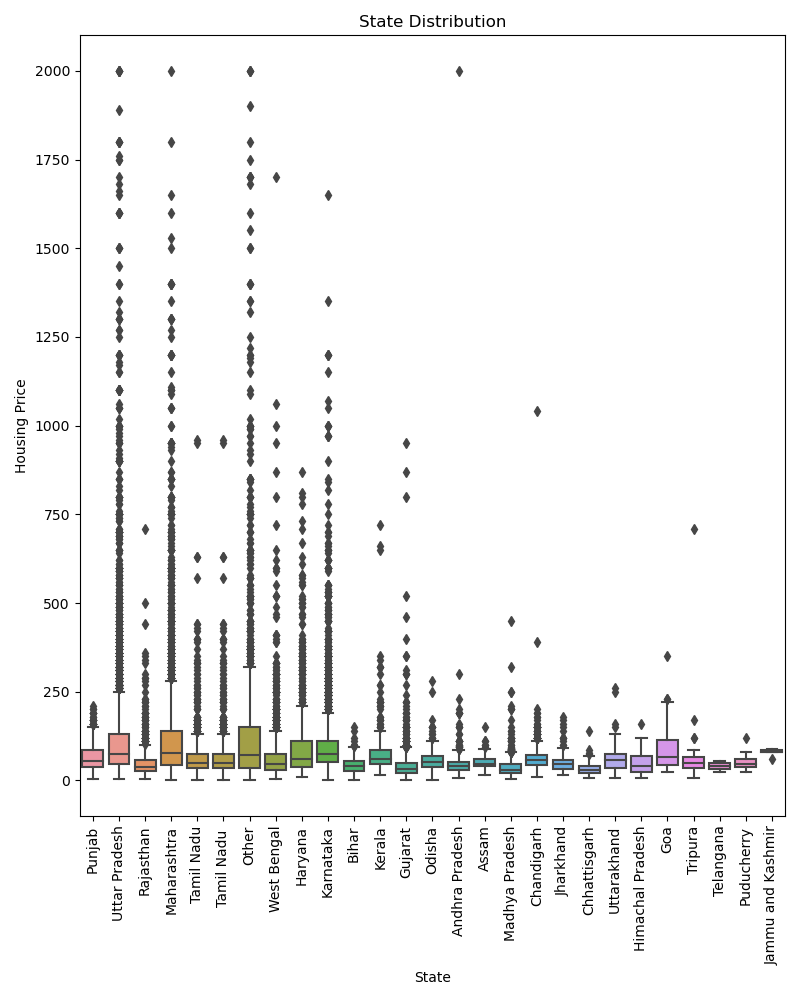 State Distribution
Housing Price
2000
1750
1500
1250
1000
750
500
250
0
Punjab
Uttar Pradesh
Rajasthan
Maharashtra
Tamil Nadu
Tamil Nadu
Other
West Bengal
Haryana
Karnataka
Bihar
Kerala
Gujarat
Odisha
Andhra Pradesh
Assam
Madhya Pradesh
Chandigarh
Jharkhand
Chhattisgarh
Uttarakhand
Himachal Pradesh
Goa
Tripura
Telangana
Puducherry
Jammu and Kashmir
State